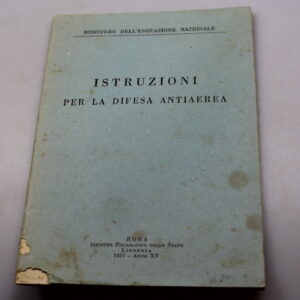 MINISTERO DELL'EDUCAZIONE NAZIONALE
ISTRUZIONI
PER LA DIFESA ANTIAEREA
ROMA
ISTITUTO POLIGRAFICO DELLO STATO
LIBRERIA
1937 - ANNO XV